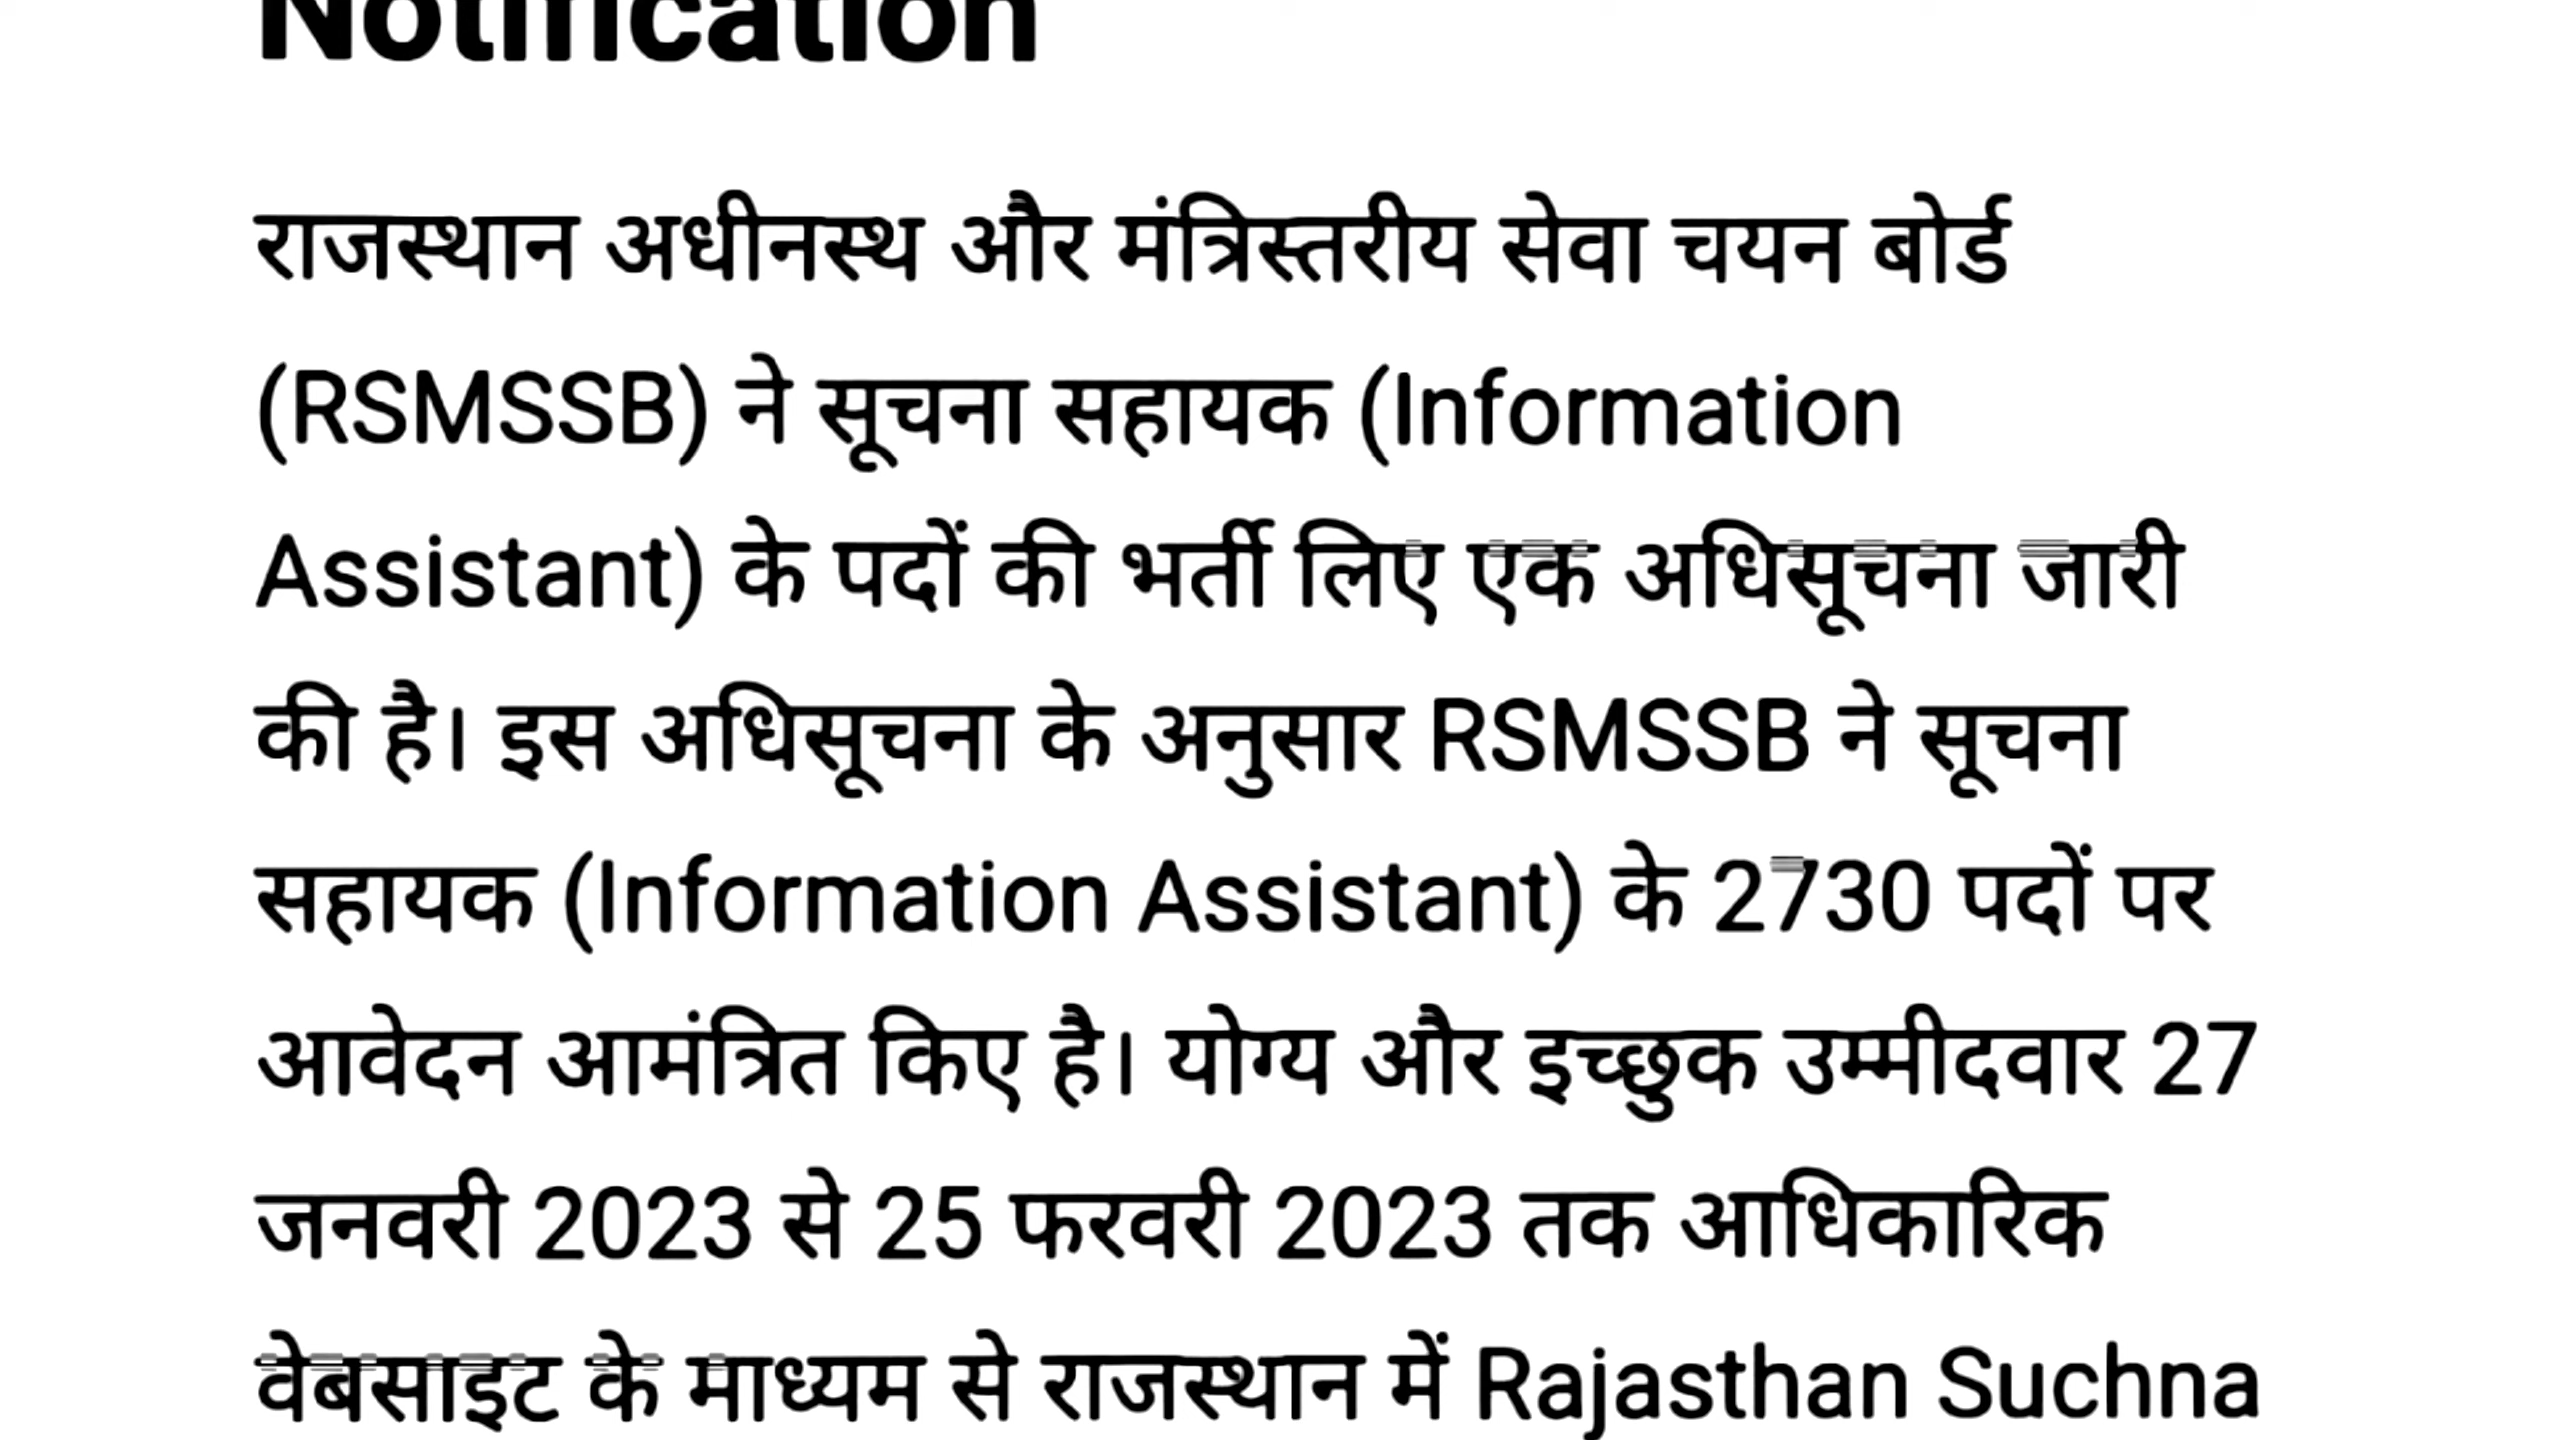 Notification
राजस्थान अधीनस्थ और मंत्रिस्तरीय सेवा चयन बोर्ड
(RSMSSB) ने सूचना सहायक (Information
Assistant) के पदों की भर्ती लिए एक अधिसूचना जारी
की है। इस अधिसूचना के अनुसार RSMSSB ने सूचना
सहायक (Information Assistant) के 2730 पदों पर
आवेदन आमंत्रित किए है। योग्य और इच्छुक उम्मीदवार 27
जनवरी 2023 से 25 फरवरी 2023 तक आधिकारिक
वेबसाइट के माध्यम से राजस्थान में Rajasthan Suchna